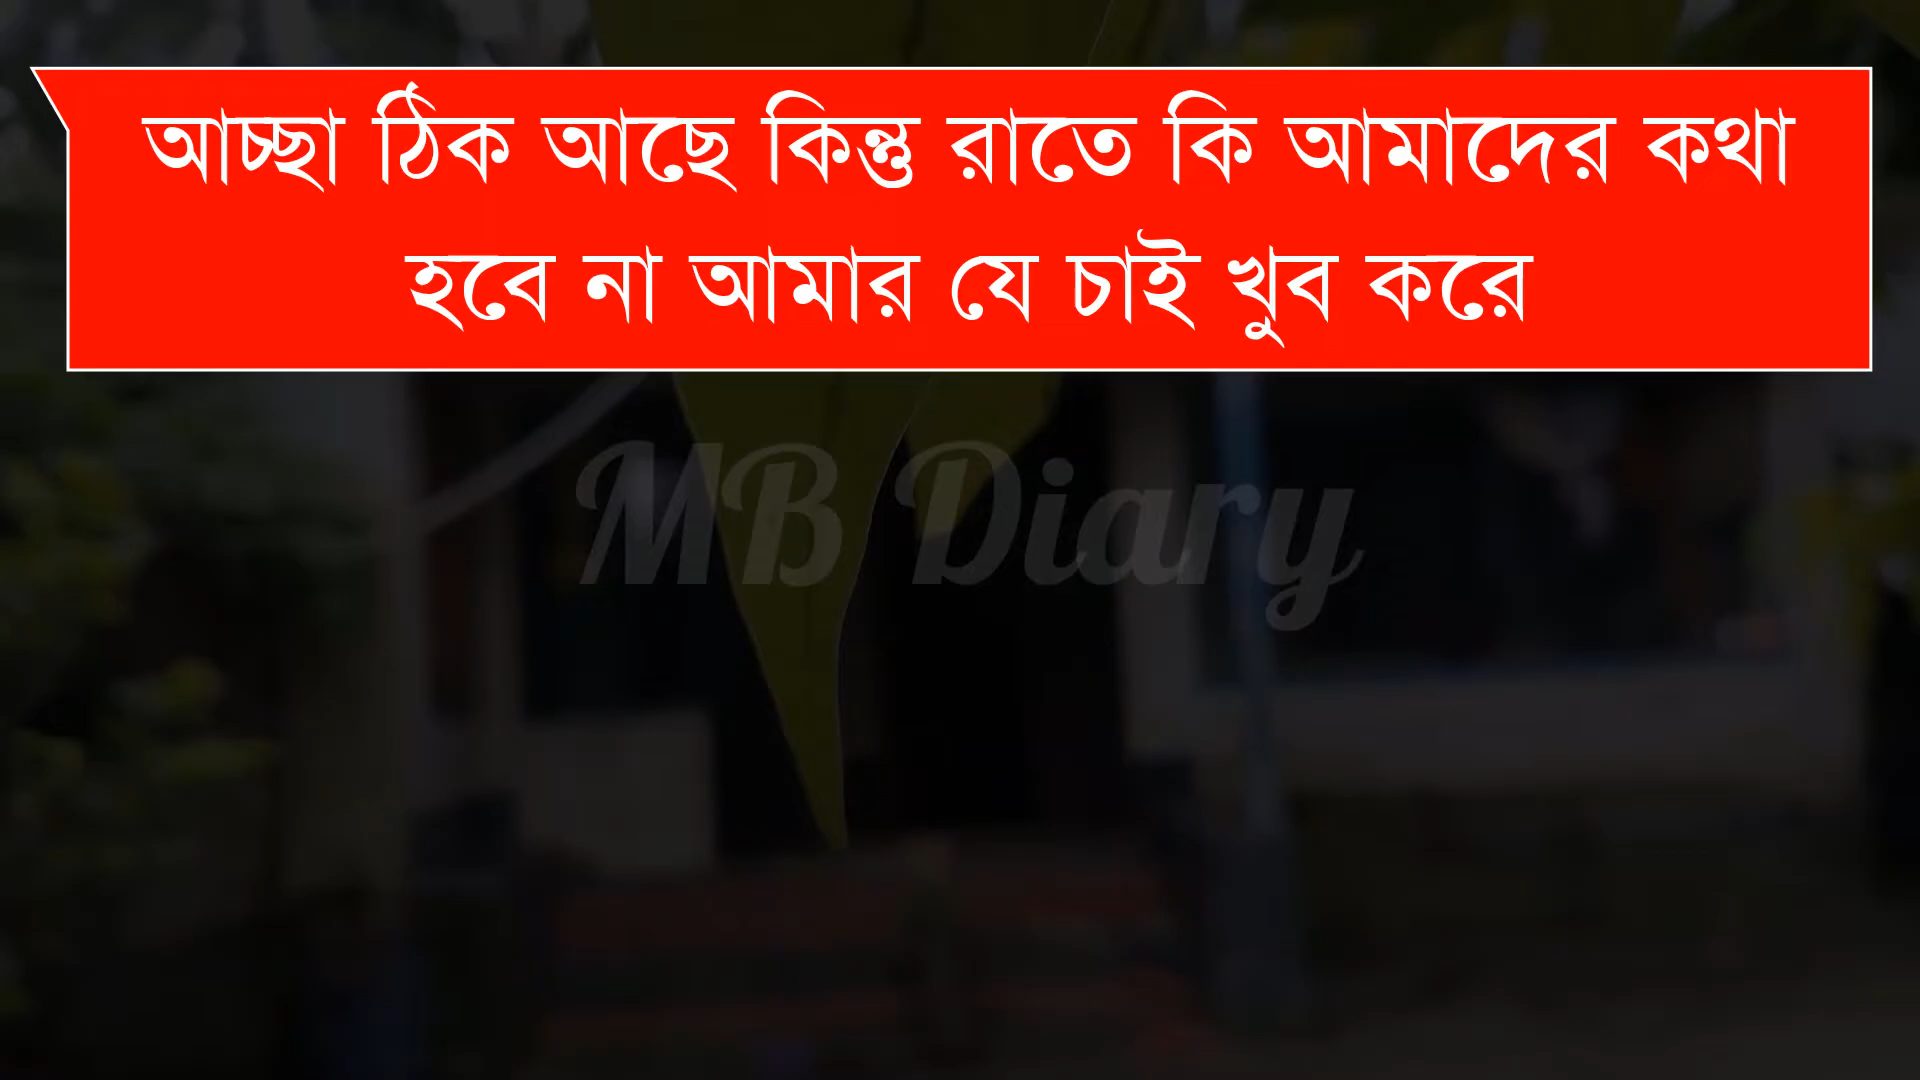 আচ্ছা ঠিক আছে কিন্তু রাতে কি আমাদের কথা
হবে না আমার যে চাই খুব করে
MB Diary